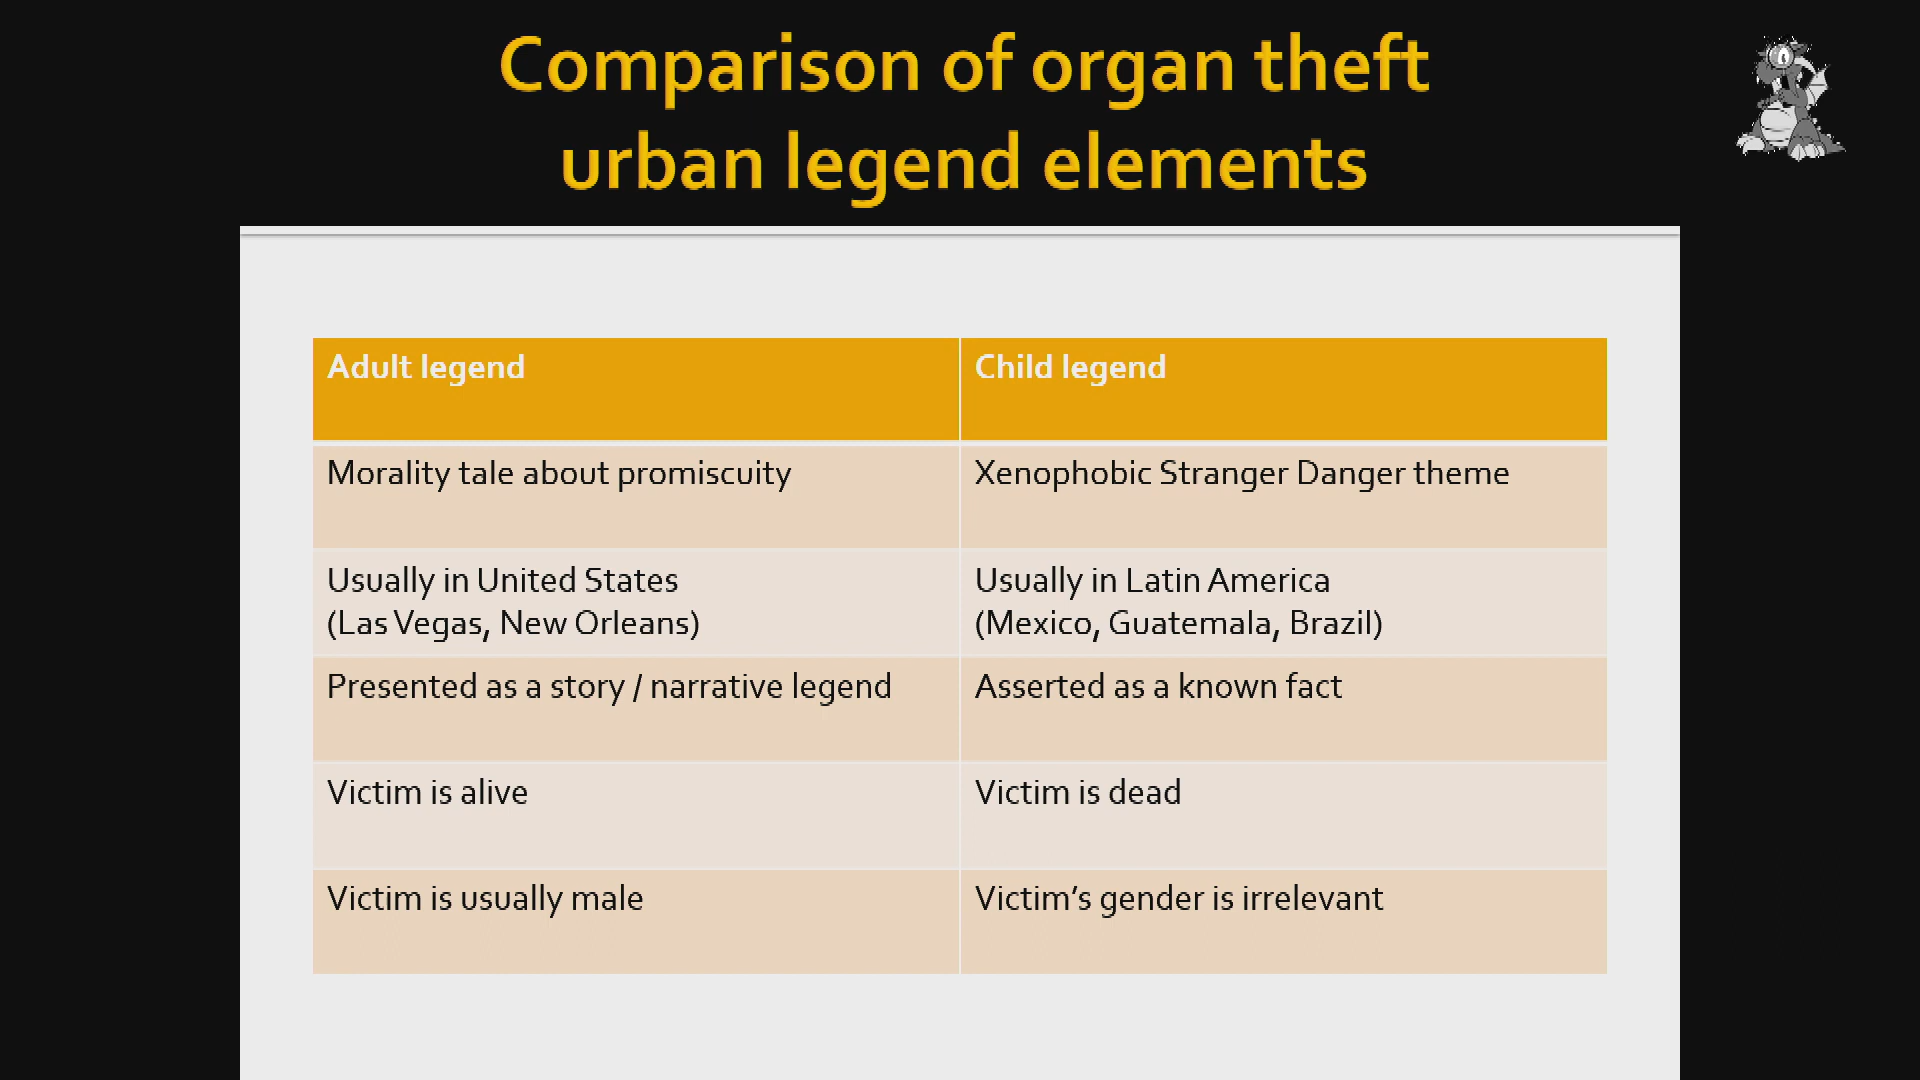 Comparison of organ theft
urban legend elements
Adult legend
Child legend
Morality tale about promiscuity
Xenophobic Stranger Danger theme
Usually in United States
(Las Vegas, New Orleans)
Usually in Latin America
(Mexico, Guatemala, Brazil)
Presented as a story / narrative legend
Asserted as a known fact
Victim is alive
Victim is dead
Victim is usually male
Victim’s gender is irrelevant